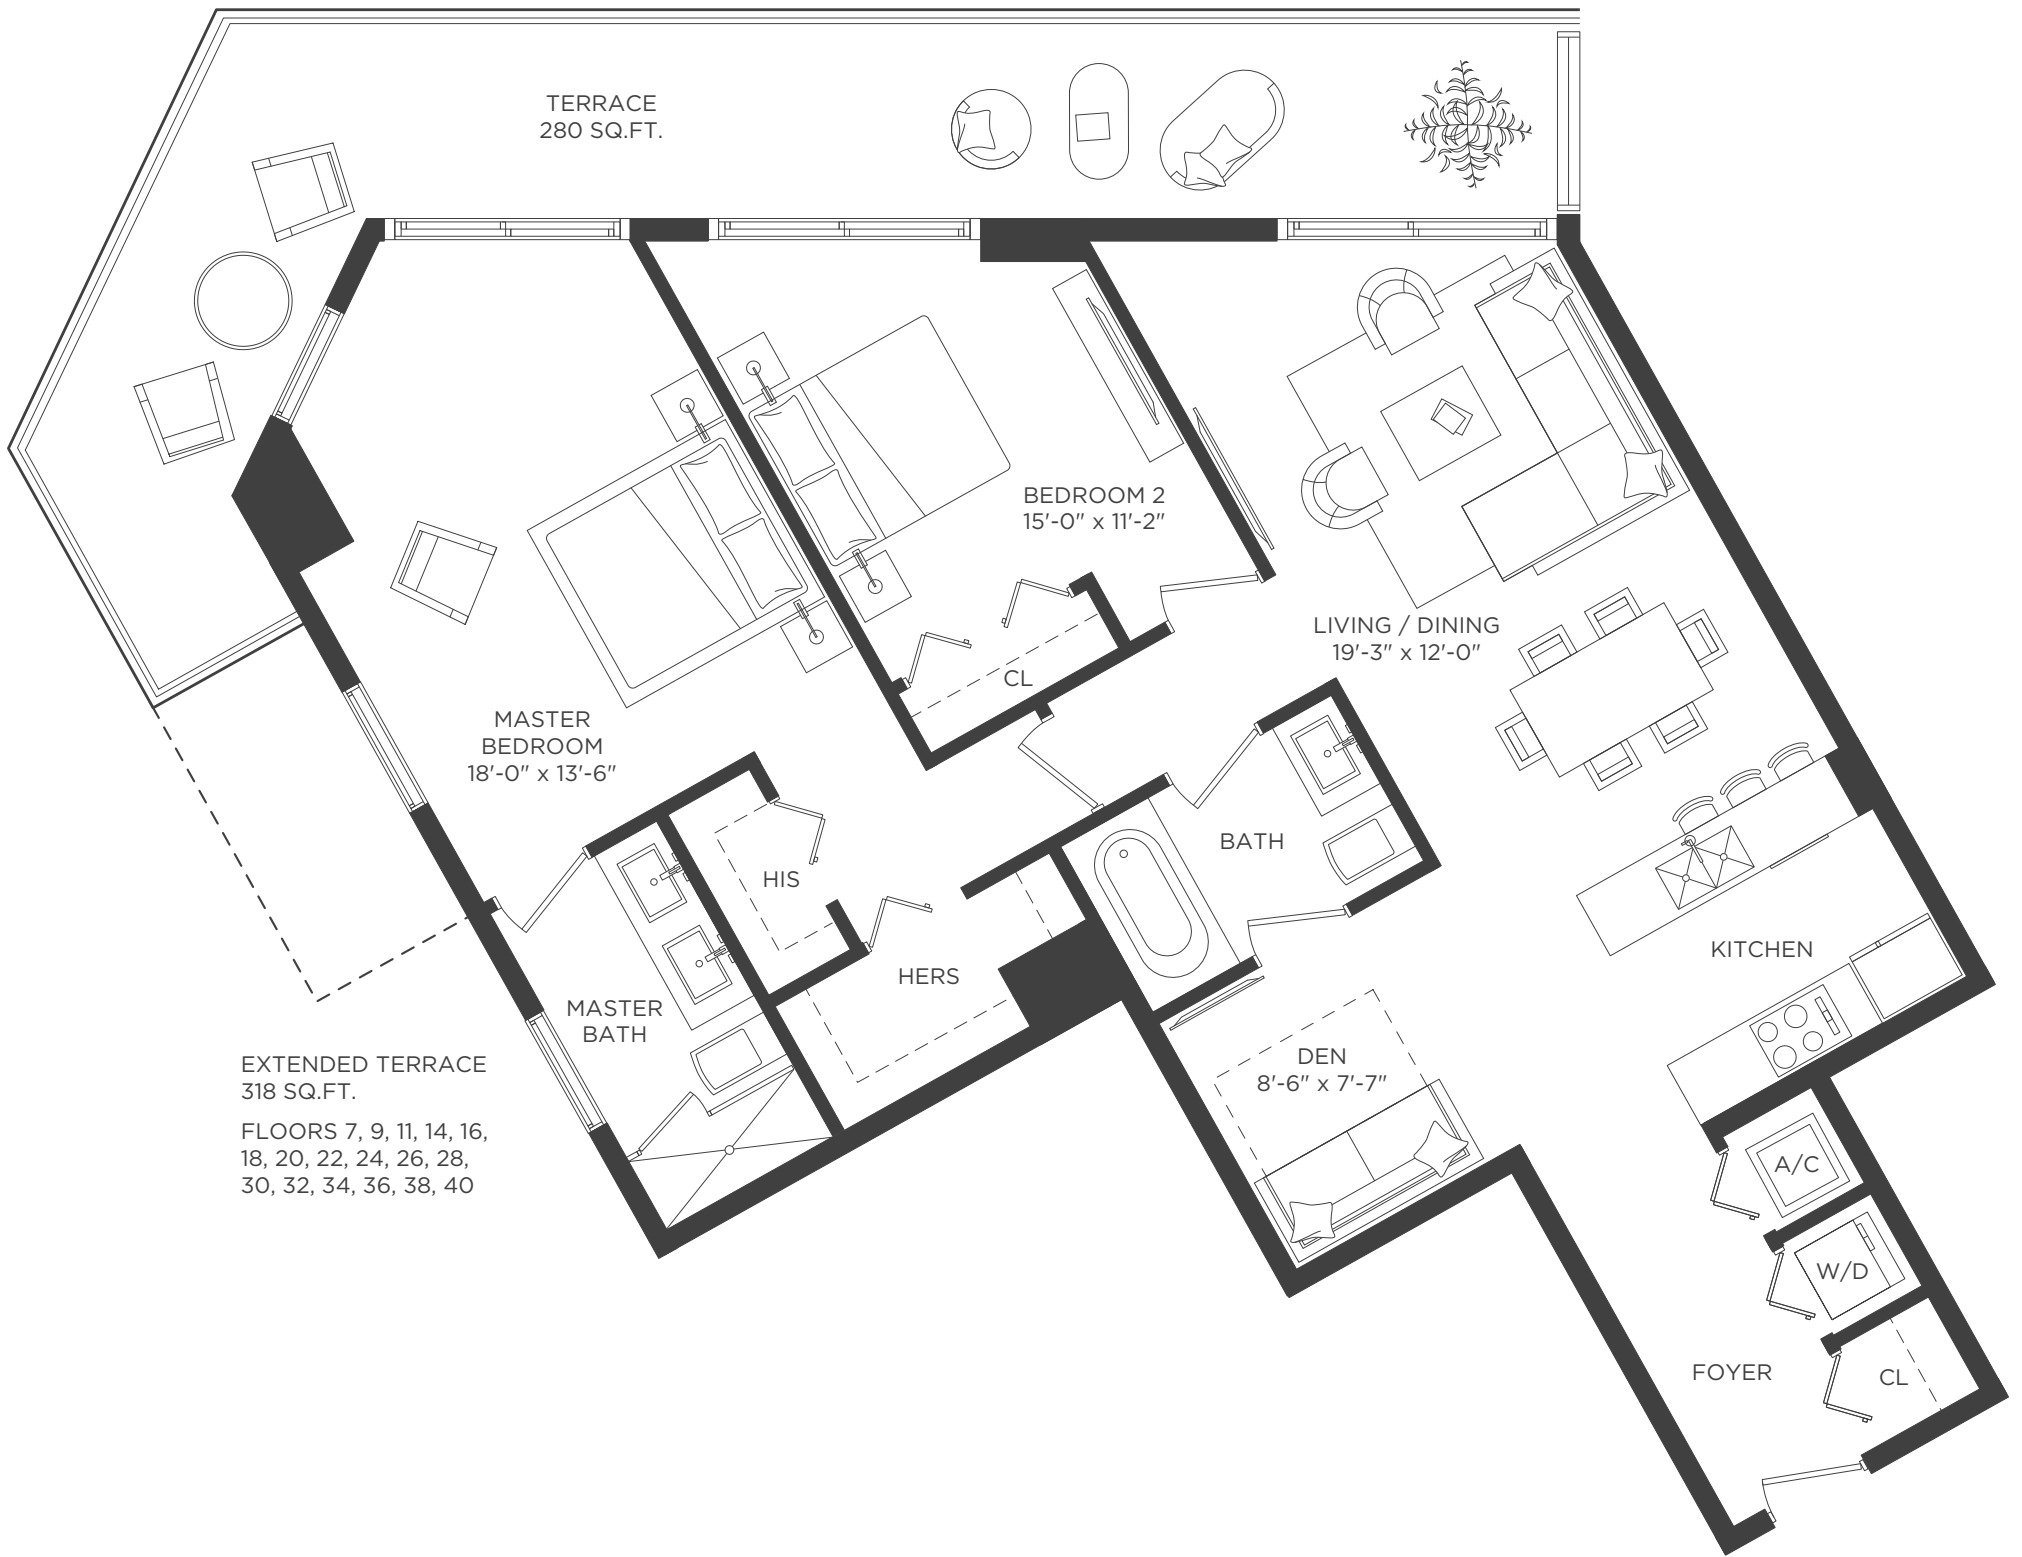 TERRACE
280 SQ.FT.
BEDROOM 2
15'-0" x 11'-2"
LIVING / DINING
19'-3" x 12'-0"
CL
MASTER
BEDROOM
18'-0" x 13'-6"
BATH
HIS
HERS
KITCHEN
MASTER
BATH
DEN
8'-6" x 7'-7"
EXTENDED TERRACE
318 SQ.FT.
FLOORS 7, 9, 11, 14, 16,
18, 20, 22, 24, 26, 28,
30, 32, 34, 36, 38, 40
A/C
W/D
FOYER
CL